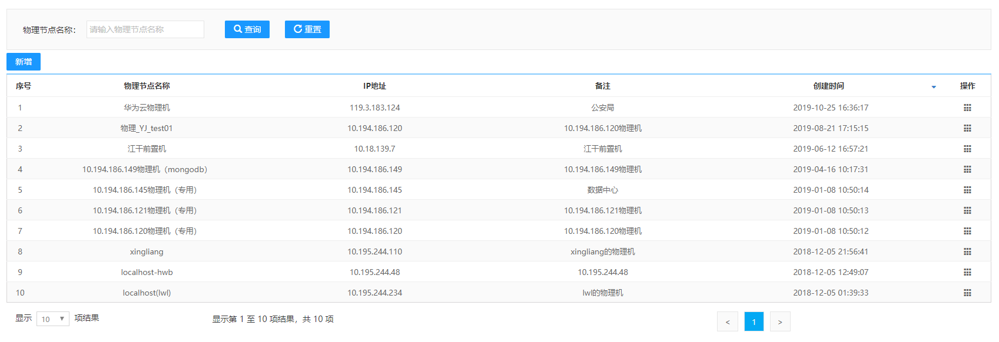 物理节点名称: 请输入物理节点名称 查询 重置
新增
序号 物理节点名称 IP地址 备注 创建时间 操作
1 华为云物理机 119.3.183.124 公安局 2019-10-25 16:36:17
2 物理_YJ_test01 10.194.186.120 10.194.186.120物理机 2019-08-21 17:15:15
3 江干前置机 10.18.139.7 江干前置机 2019-06-12 16:57:21
4 10.194.186.149物理机（mongodb） 10.194.186.149 10.194.186.149物理机 2019-04-16 10:17:31
5 10.194.186.145物理机（专用） 10.194.186.145 数据中心 2019-01-08 10:50:14
6 10.194.186.121物理机（专用） 10.194.186.121 10.194.186.121物理机 2019-01-08 10:50:13
7 10.194.186.120物理机（专用） 10.194.186.120 10.194.186.120物理机 2019-01-08 10:50:12
8 xingliang 10.195.244.110 xingliang的物理机 2018-12-05 21:56:41
9 localhost-hwb 10.195.244.48 10.195.244.48 2018-12-05 12:49:07
10 localhost(lwl) 10.195.244.234 lwl的物理机 2018-12-05 01:39:33
显示 10 项结果 显示第 1 至 10 项结果，共 10 项 < 1 >